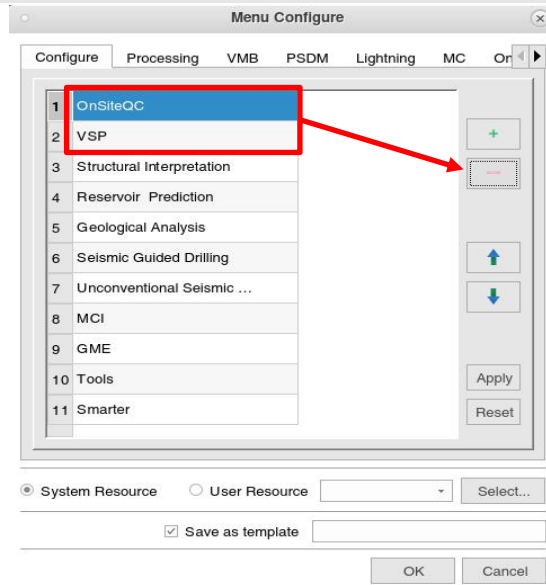 Menu Configure
Configure Processing VMB PSDM Lightning MC
1 OnSiteQC
2 VSP
3 Structural Interpretation
4 Reservoir Prediction
5 Geological Analysis
6 Seismic Guided Drilling
7 Unconventional Seismic ...
8 MCI
9 GME
10 Tools
11 Smarter
Apply
Reset
System Resource User Resource Select...
Save as template
OK Cancel